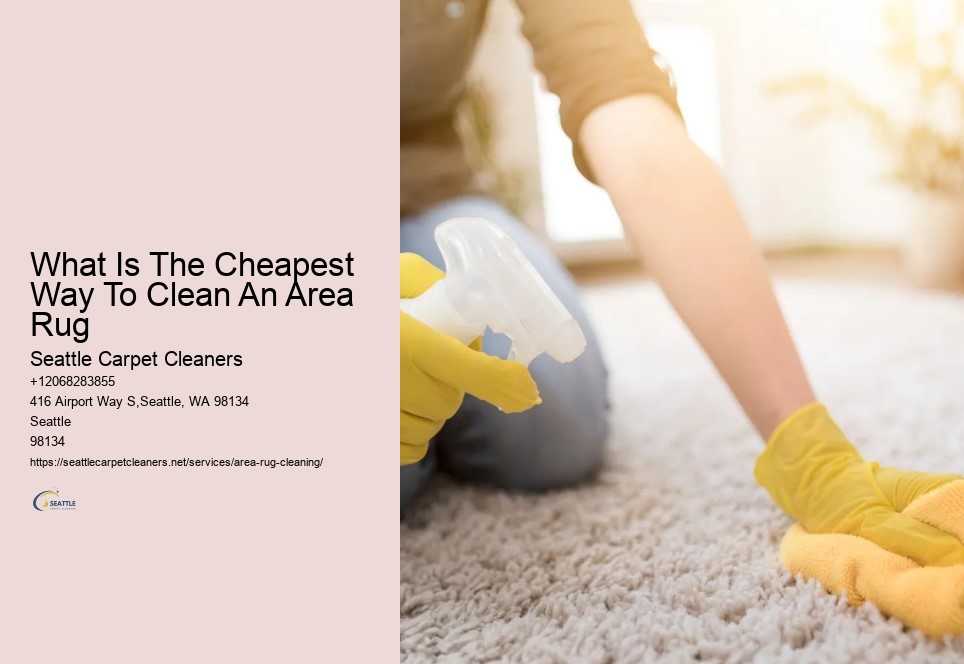 What Is The Cheapest
Way To Clean An Area
Rug
Seattle Carpet Cleaners
+12068283855
416 Airport Way S,Seattle, WA 98134
Seattle
98134
https://seattlecarpetcleaners.net/services/area-rug-cleaning/
SEATTLE